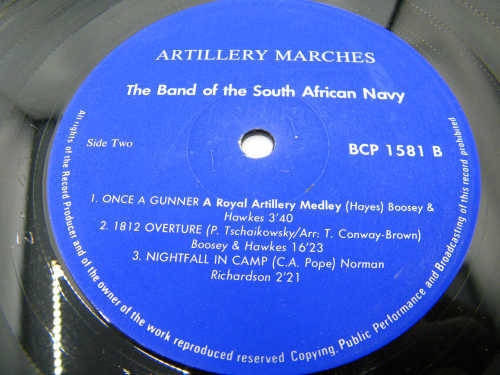 ARTILLERY MARCHES
The Band of the South African Navy
Side Two
BCP 1581 B
1. ONCE A GUNNER A Royal Artillery Medley (Hayes) Boosey &
Hawkes 3'40
2. 1812 OVERTURE (P. Tschaikowsky/Arr: T. Conway-Brown)
Boosey & Hawkes 16'23
3. NIGHTFALL IN CAMP (C.A. Pope) Norman
Richardson 2'21
All rights of the Record Producer and of the owner of the work reproduced reserved Copying, Public Performance and Broadcasting of this record prohibited